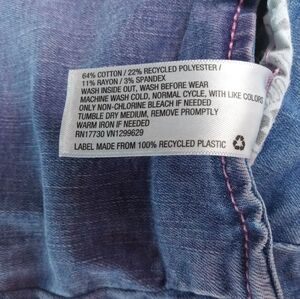 64% COTTON / 22% RECYCLED POLYESTER /
11% RAYON / 3% SPANDEX
WASH INSIDE OUT, WASH BEFORE WEAR
MACHINE WASH COLD, NORMAL CYCLE, WITH LIKE COLORS
ONLY NON-CHLORINE BLEACH IF NEEDED
TUMBLE DRY MEDIUM, REMOVE PROMPTLY
WARM IRON IF NEEDED
RN17730 VN1299629
LABEL MADE FROM 100% RECYCLED PLASTIC